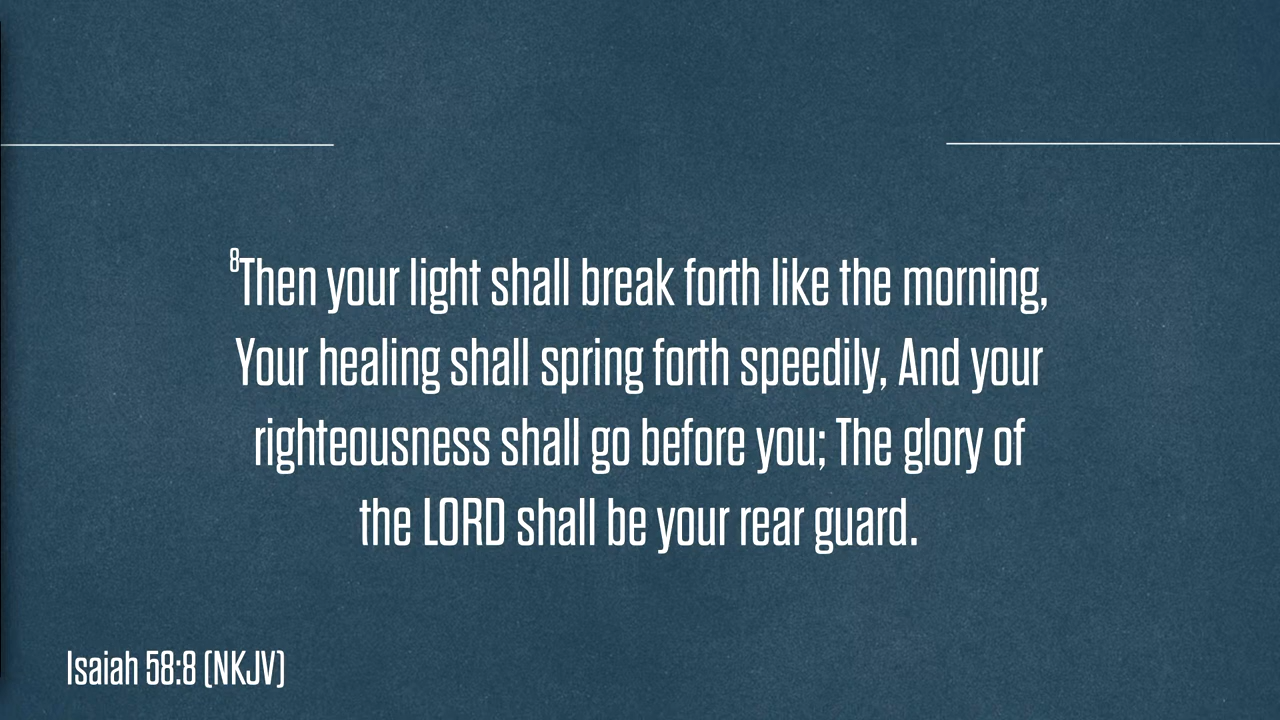 8Then your light shall break forth like the morning,
Your healing shall spring forth speedily, And your
righteousness shall go before you; The glory of
the LORD shall be your rear guard.
Isaiah 58:8 (NKJV)